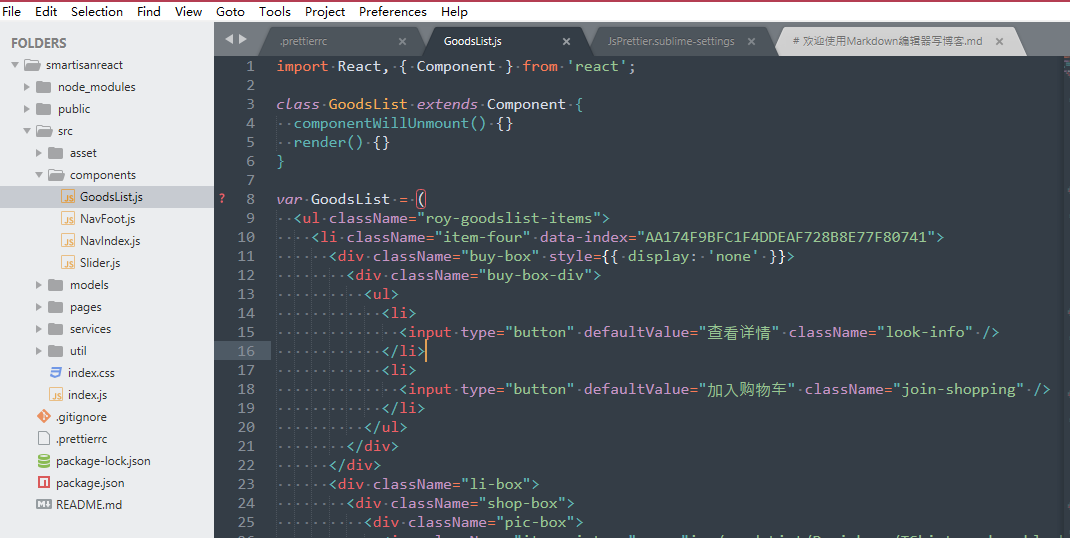 File Edit Selection Find View Goto Tools Project Preferences Help
FOLDERS
smartisanreact
node_modules
public
src
asset
components
GoodsList.js
NavFoot.js
NavIndex.js
Slider.js
models
pages
services
util
index.css
index.js
.gitignore
.prettierrc
package-lock.json
package.json
README.md
.prettierrc × GoodsList.js × JsPrettier.sublime-settings × # 欢迎使用Markdown编辑器写博客.md ×
1 import React, { Component } from 'react';
2
3 class GoodsList extends Component {
4 componentWillUnmount() {}
5 render() {}
6 }
7
? 8 var GoodsList = (
9 <ul className="roy-goodslist-items">
10 <li className="item-four" data-index="AA174F9BFC1F4DDEAF728B8E77F80741">
11 <div className="buy-box" style={{ display: 'none' }}>
12 <div className="buy-box-div">
13 <ul>
14 <li>
15 <input type="button" defaultValue="查看详情" className="look-info" />
16 </li>
17 <li>
18 <input type="button" defaultValue="加入购物车" className="join-shopping" />
19 </li>
20 </ul>
21 </div>
22 </div>
23 <div className="li-box">
24 <div className="shop-box">
25 <div className="pic-box">